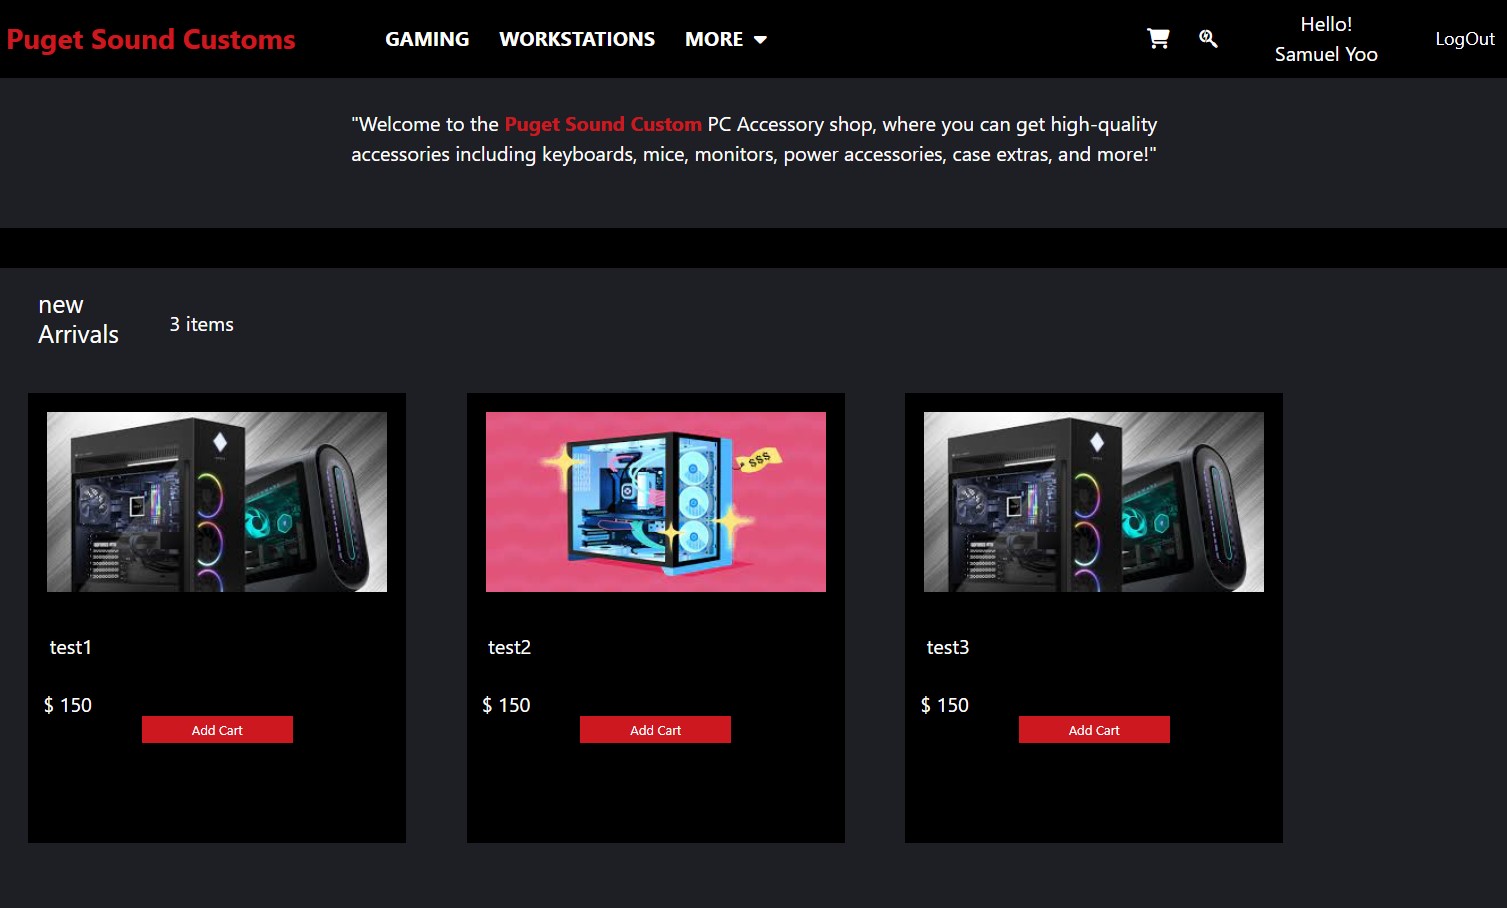 Puget Sound Customs
GAMING
WORKSTATIONS
MORE
Hello!
Samuel Yoo
LogOut
"Welcome to the Puget Sound Custom PC Accessory shop, where you can get high-quality
accessories including keyboards, mice, monitors, power accessories, case extras, and more!"
new
Arrivals
3 items
$$$
test1
$ 150
Add Cart
test2
$ 150
Add Cart
test3
$ 150
Add Cart